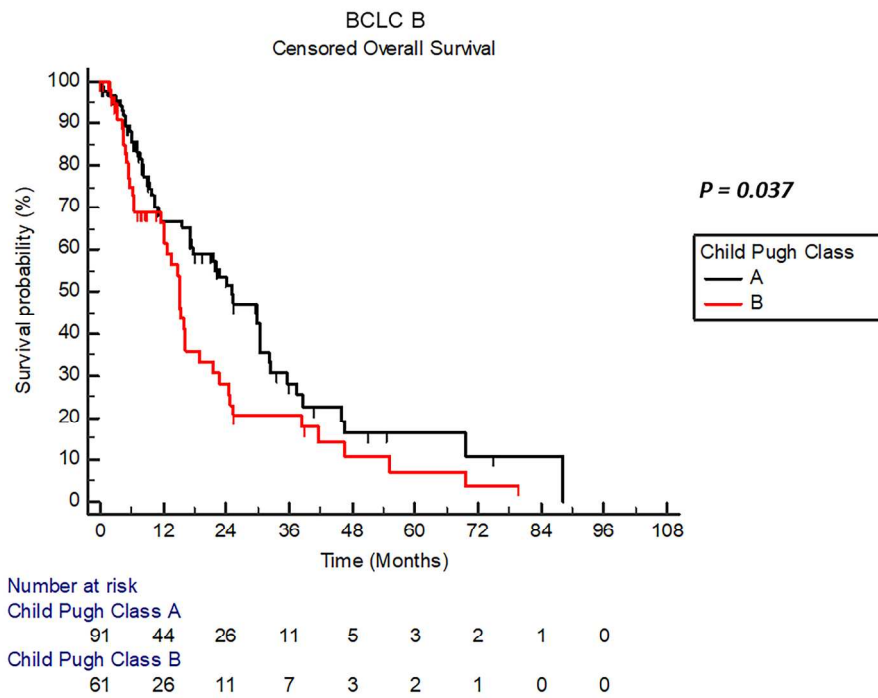 BCLC B
Censored Overall Survival
100
90
80
70
60
50
40
30
20
10
0
Survival probability (%)
0 12 24 36 48 60 72 84 96 108
Time (Months)
P = 0.037
Child Pugh Class
A
B
Number at risk
Child Pugh Class A
91 44 26 11 5 3 2 1 0
Child Pugh Class B
61 26 11 7 3 2 1 0 0